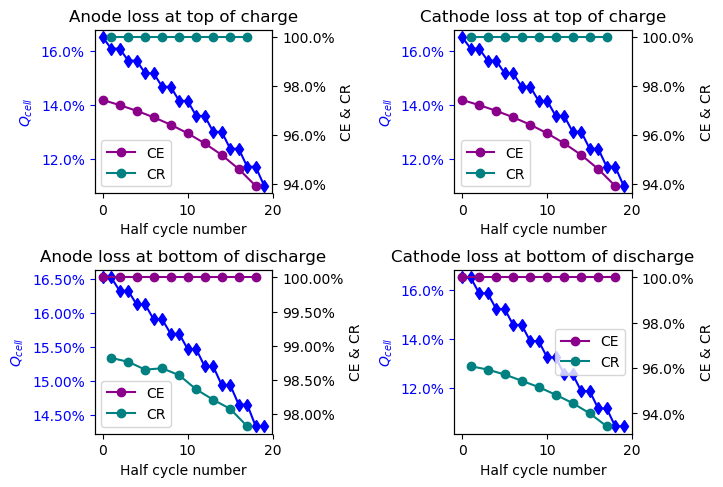 Anode loss at top of charge
16.0%
14.0%
12.0%
Q_cell
100.0%
98.0%
96.0%
94.0%
CE & CR
CE
CR
0
10
20
Half cycle number
Cathode loss at top of charge
16.0%
14.0%
12.0%
Q_cell
100.0%
98.0%
96.0%
94.0%
CE & CR
CE
CR
0
10
20
Half cycle number
Anode loss at bottom of discharge
16.50%
16.00%
15.50%
15.00%
14.50%
Q_cell
100.00%
99.50%
99.00%
98.50%
98.00%
CE & CR
CE
CR
0
10
20
Half cycle number
Cathode loss at bottom of discharge
16.0%
14.0%
12.0%
Q_cell
100.0%
98.0%
96.0%
94.0%
CE & CR
CE
CR
0
10
20
Half cycle number